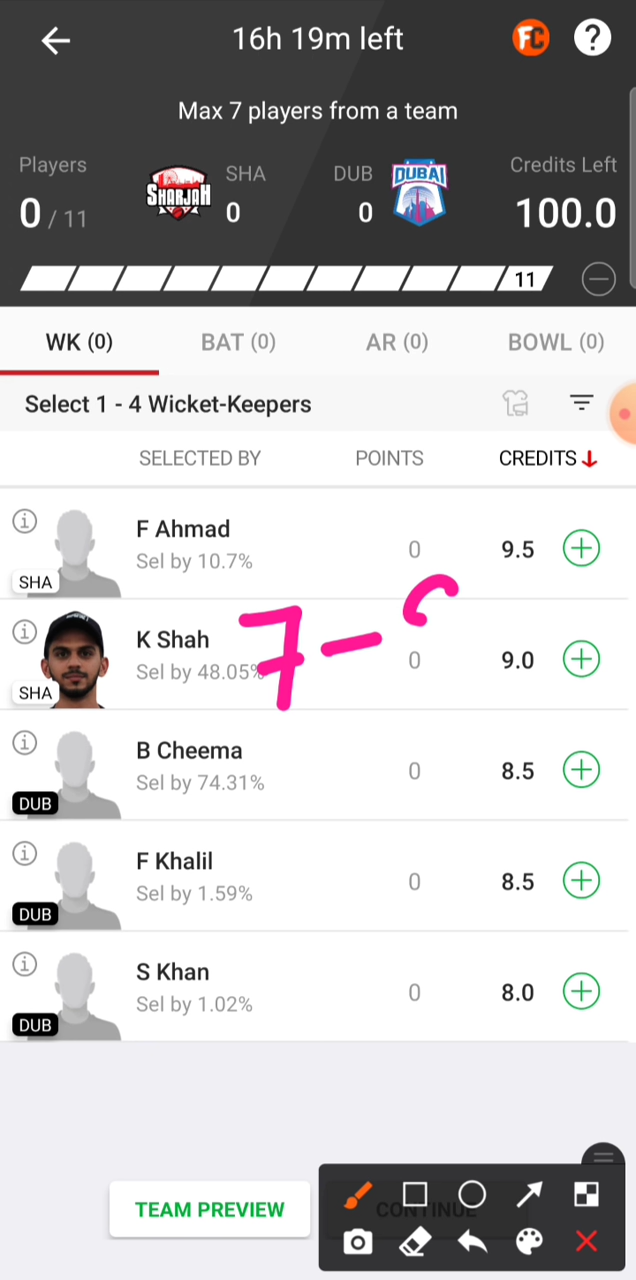 16h 19m left
FC
?
Max 7 players from a team
Players
0 / 11
SHARJAH
SHA
0
DUB
0
DUBAI
Credits Left
100.0
11
WK (0)
BAT (0)
AR (0)
BOWL (0)
Select 1 - 4 Wicket-Keepers
SELECTED BY
POINTS
CREDITS
F Ahmad
Sel by 10.7%
SHA
0
9.5
K Shah
Sel by 48.05%
SHA
0
9.0
7 -
B Cheema
Sel by 74.31%
DUB
0
8.5
F Khalil
Sel by 1.59%
DUB
0
8.5
S Khan
Sel by 1.02%
DUB
0
8.0
TEAM PREVIEW
CONTINUE